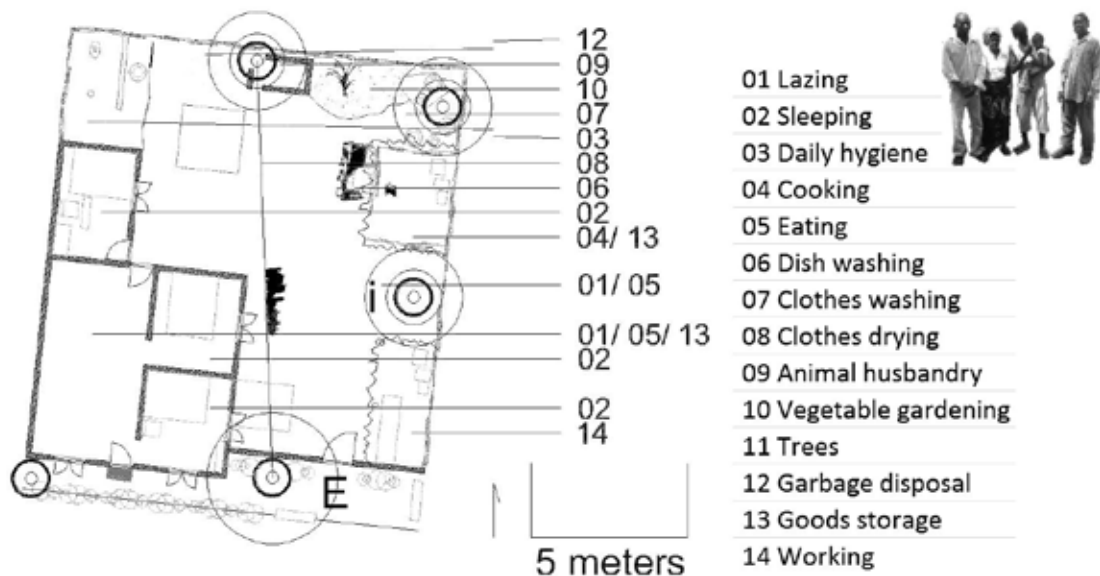 12
09
10
07
03
08
06
02
04/ 13
01/ 05
01/ 05/ 13
02
02
14
i
E
5 meters
01 Lazing
02 Sleeping
03 Daily hygiene
04 Cooking
05 Eating
06 Dish washing
07 Clothes washing
08 Clothes drying
09 Animal husbandry
10 Vegetable gardening
11 Trees
12 Garbage disposal
13 Goods storage
14 Working